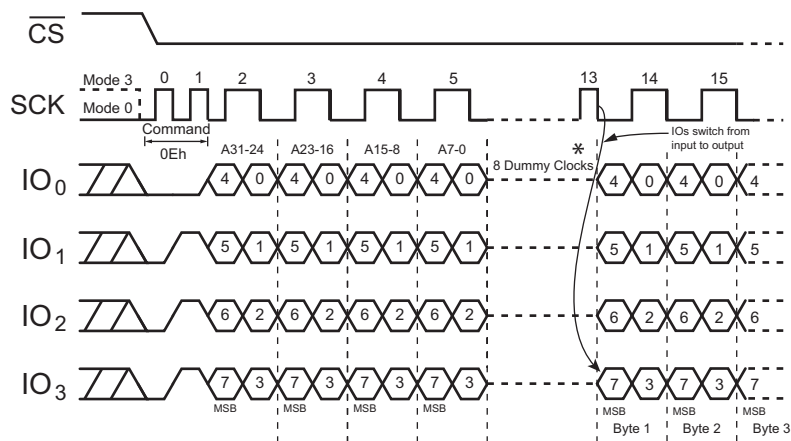 CS
Mode 3 0 1 2 3 4 5 13 14 15
SCK
Mode 0
Command
0Eh
A31-24 A23-16 A15-8 A7-0
*
8 Dummy Clocks
IOs switch from
input to output
IO0 4 0 4 0 4 0 4 0 4 0 4 0 4
IO1 5 1 5 1 5 1 5 1 5 1 5 1 5
IO2 6 2 6 2 6 2 6 2 6 2 6 2 6
IO3 7 3 7 3 7 3 7 3 7 3 7 3 7
MSB MSB MSB MSB MSB MSB MSB
Byte 1 Byte 2 Byte 3